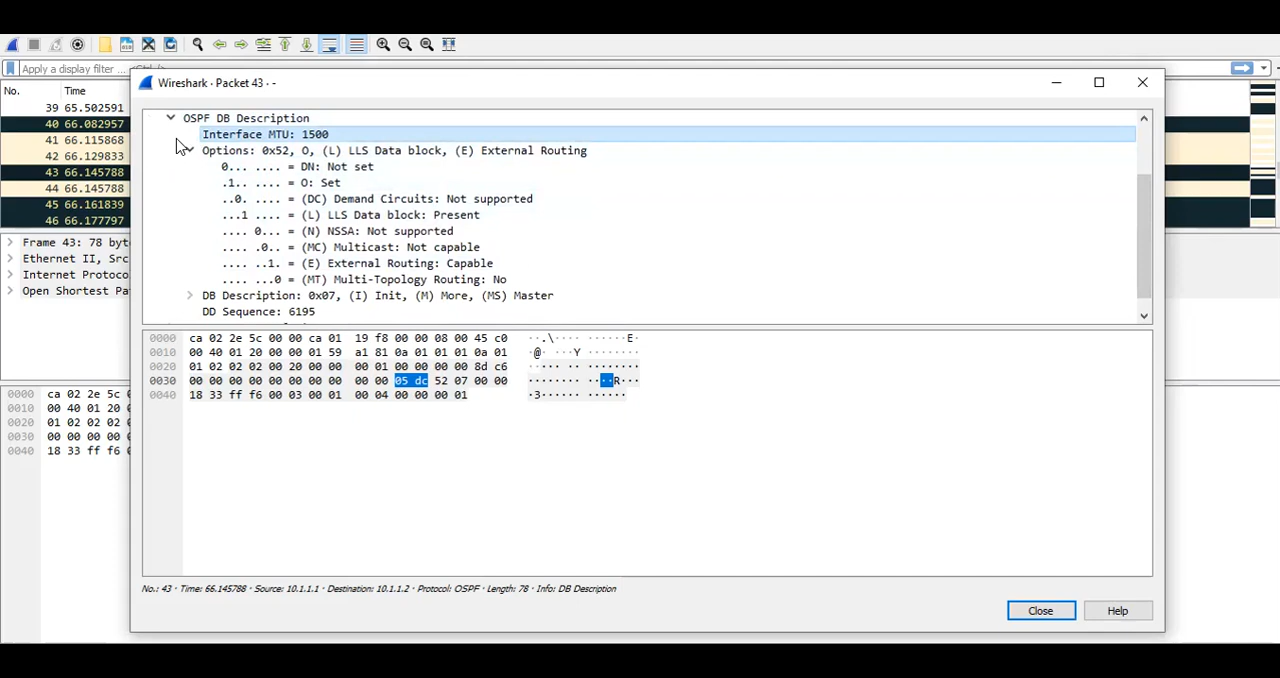 Apply a display filter ... <Ctrl-/>
No. Time
39 65.502591
40 66.082957
41 66.115868
42 66.129833
43 66.145788
44 66.145788
45 66.161839
46 66.177797
Frame 43: 78 byt
Ethernet II, Src
Internet Protoco
Open Shortest Pa
0000 ca 02 2e 5c 0
0010 00 40 01 20 0
0020 01 02 02 02 0
0030 00 00 00 00 0
0040 18 33 ff f6 0
Wireshark · Packet 43 · -
OSPF DB Description
Interface MTU: 1500
Options: 0x52, O, (L) LLS Data block, (E) External Routing
0... .... = DN: Not set
.1.. .... = O: Set
..0. .... = (DC) Demand Circuits: Not supported
...1 .... = (L) LLS Data block: Present
.... 0... = (N) NSSA: Not supported
.... .0.. = (MC) Multicast: Not capable
.... ..1. = (E) External Routing: Capable
.... ...0 = (MT) Multi-Topology Routing: No
DB Description: 0x07, (I) Init, (M) More, (MS) Master
DD Sequence: 6195
0000 ca 02 2e 5c 00 00 ca 01 19 f8 00 00 08 00 45 c0 ...\.... ......E.
0010 00 40 01 20 00 00 01 59 a1 81 0a 01 01 01 0a 01 .@. ...Y ........
0020 01 02 02 02 00 20 00 00 00 01 00 00 00 00 8d c6 ..... .. ........
0030 00 00 00 00 00 00 00 00 00 00 05 dc 52 07 00 00 ........ ....R...
0040 18 33 ff f6 00 03 00 01 00 04 00 00 00 01 .3...... ......
No.: 43 · Time: 66.145788 · Source: 10.1.1.1 · Destination: 10.1.1.2 · Protocol: OSPF · Length: 78 · Info: DB Description
Close
Help